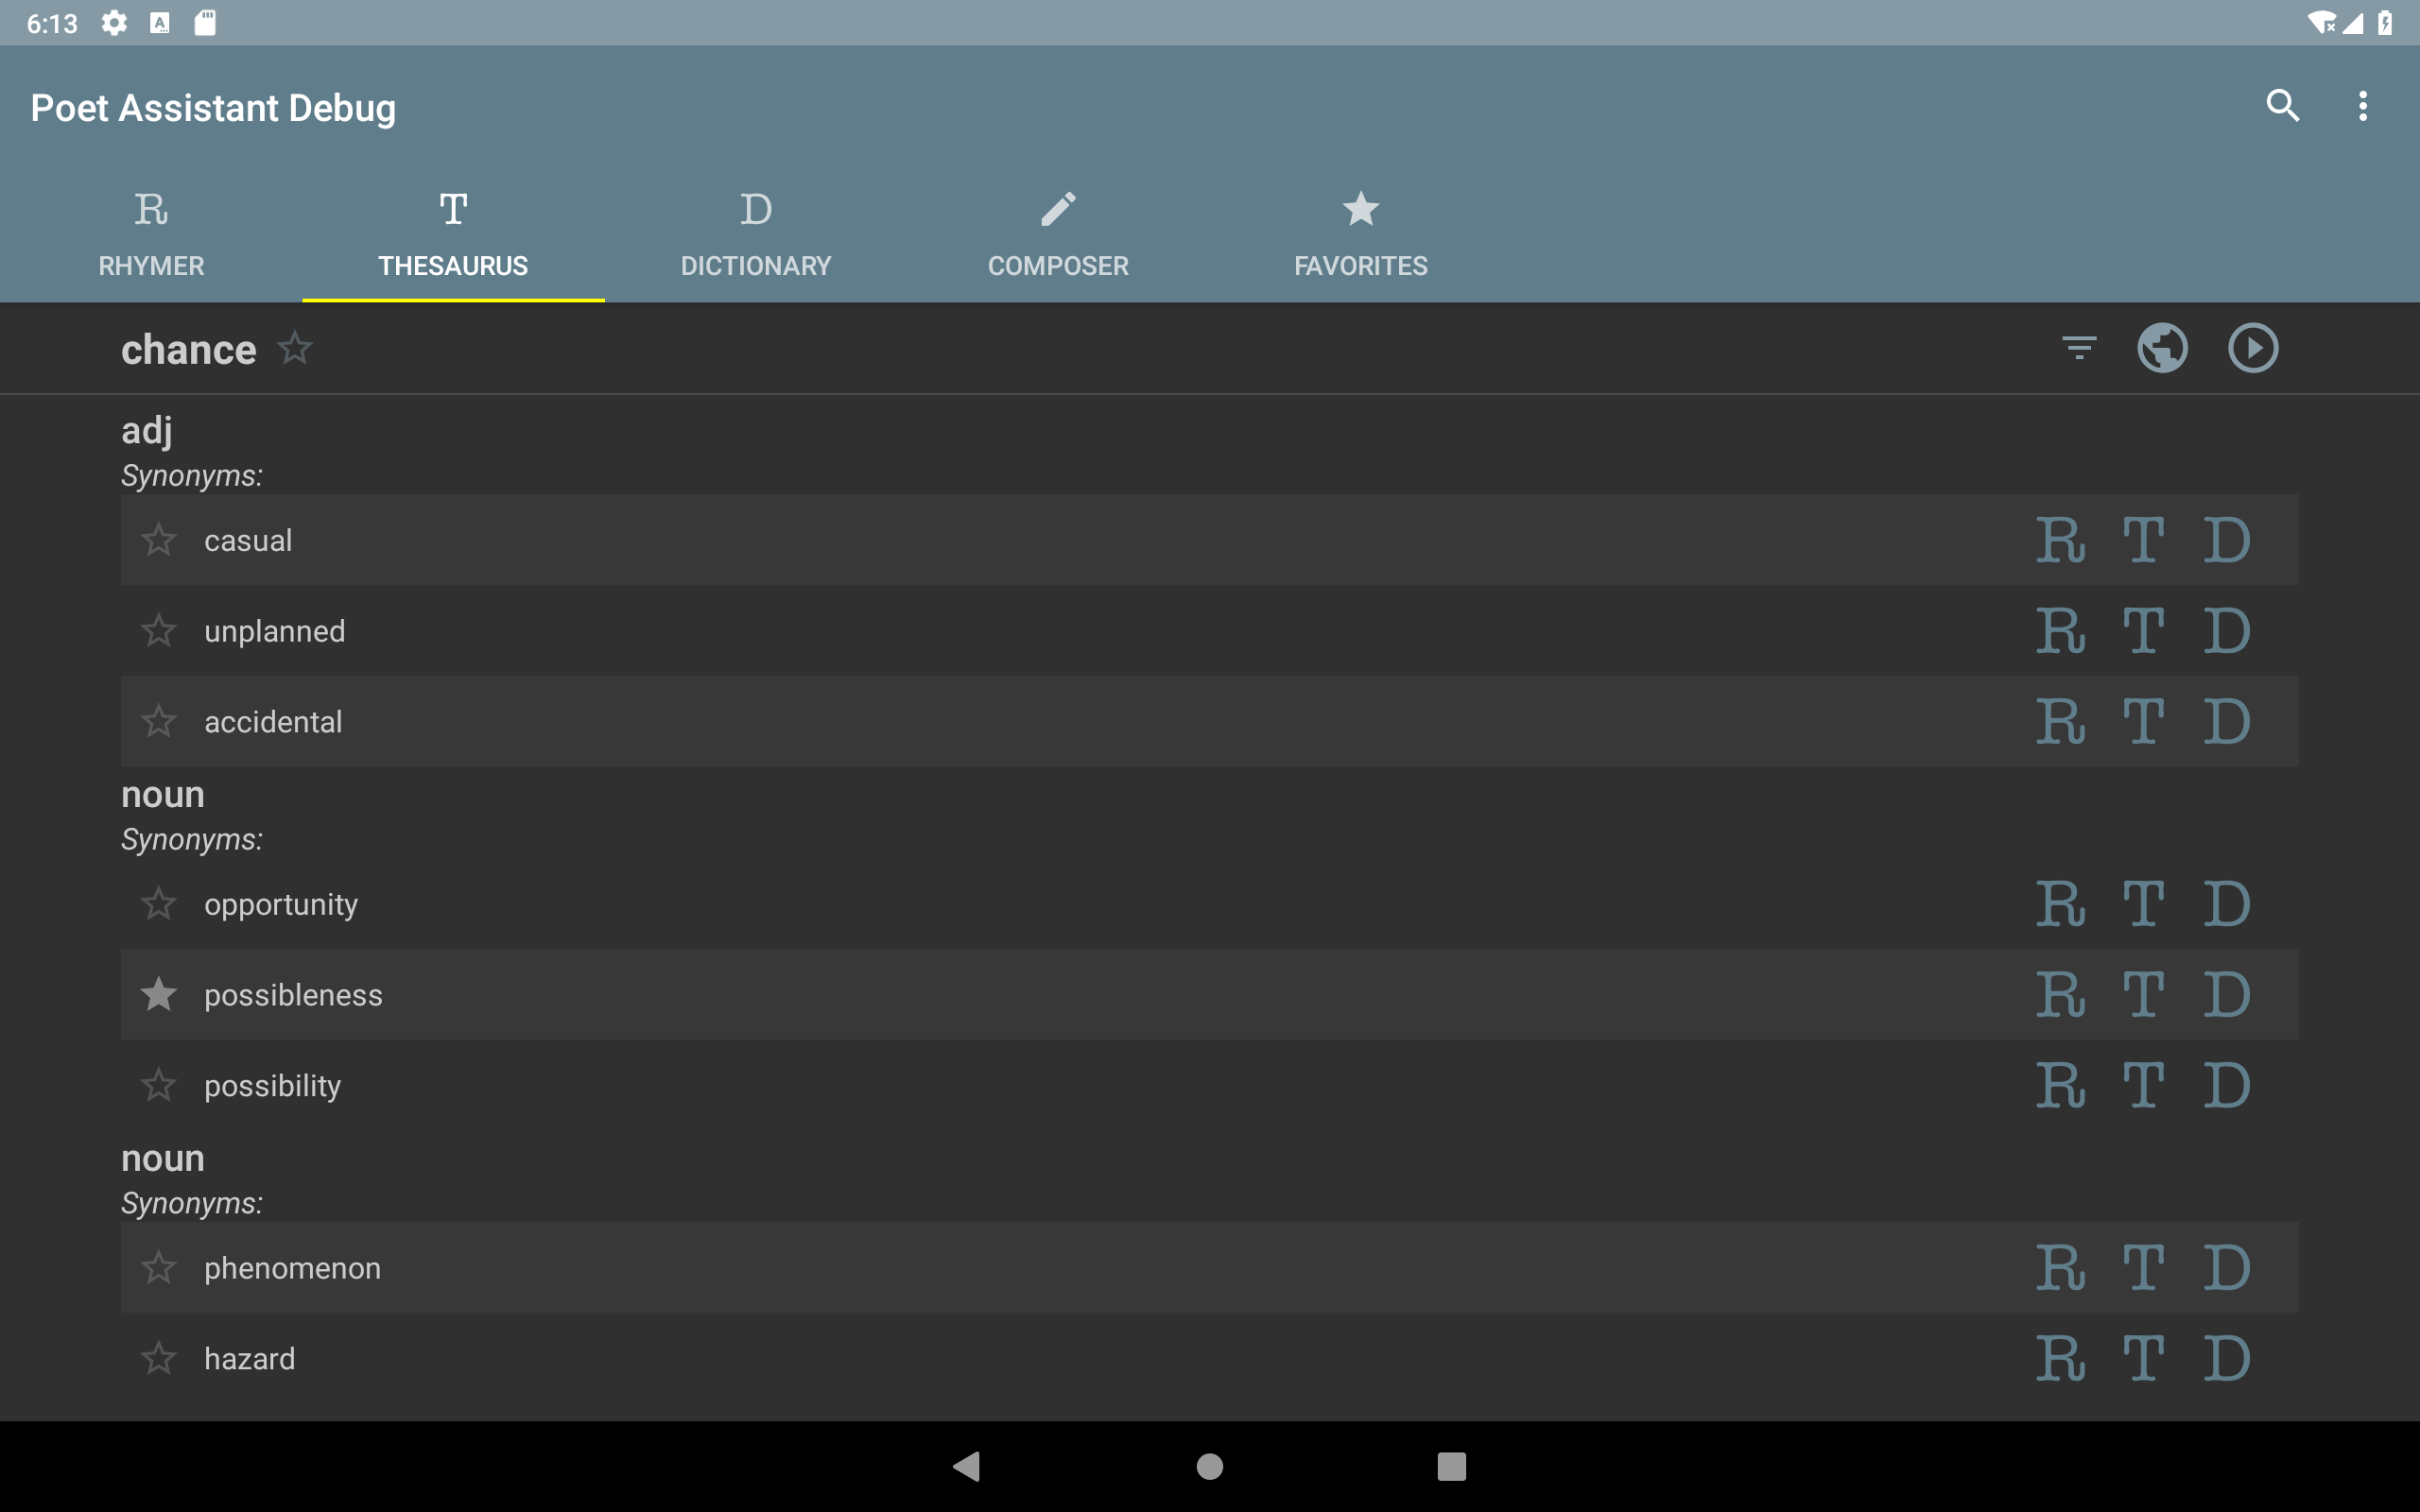 6:13
Poet Assistant Debug
R T D
RHYMER THESAURUS DICTIONARY COMPOSER FAVORITES
chance
adj
Synonyms:
casual R T D
unplanned R T D
accidental R T D
noun
Synonyms:
opportunity R T D
possibleness R T D
possibility R T D
noun
Synonyms:
phenomenon R T D
hazard R T D